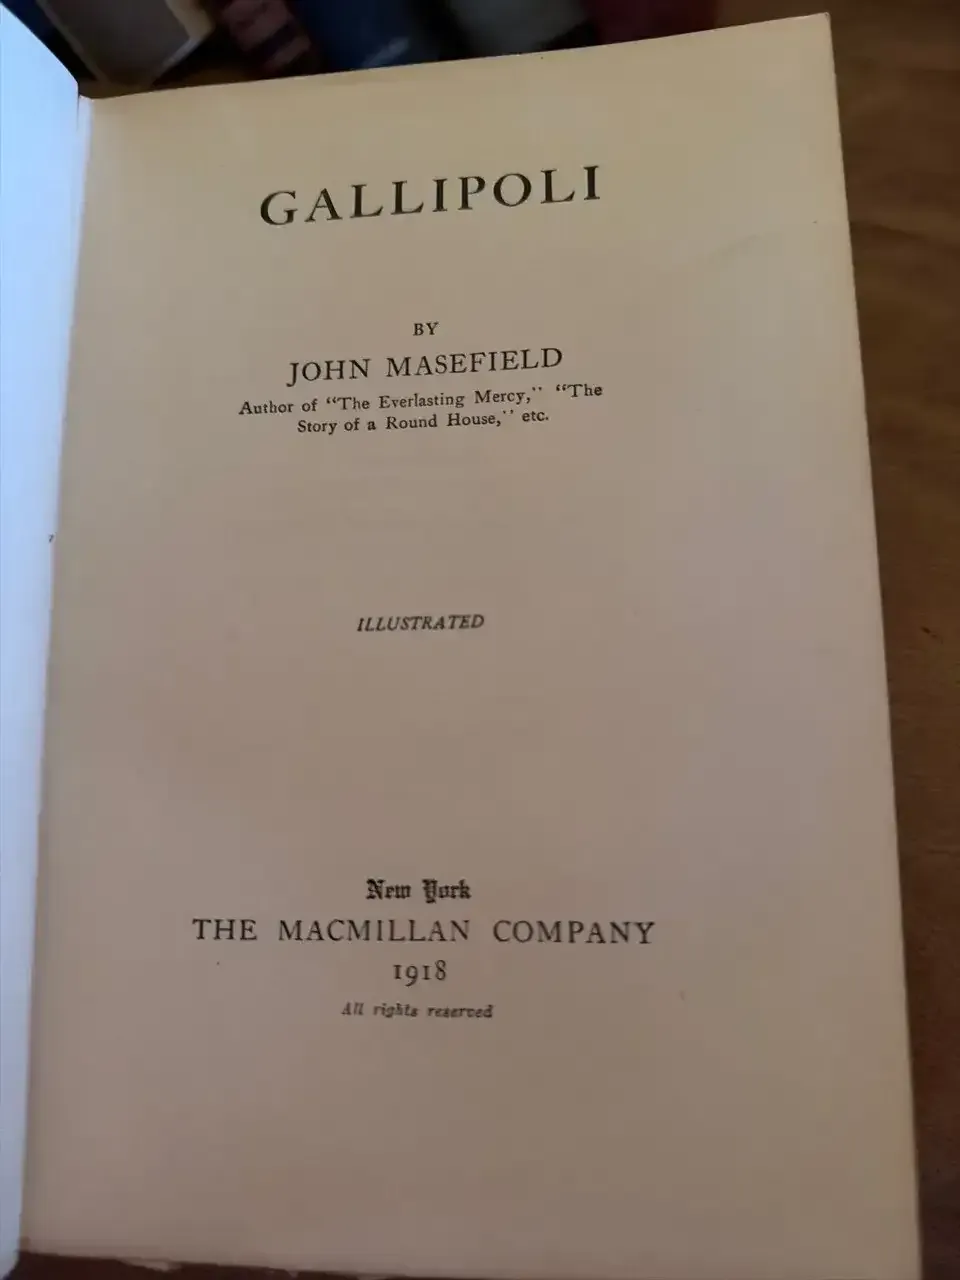 GALLIPOLI
BY
JOHN MASEFIELD
Author of "The Everlasting Mercy," "The
Story of a Round House," etc.
ILLUSTRATED
New York
THE MACMILLAN COMPANY
1918
All rights reserved